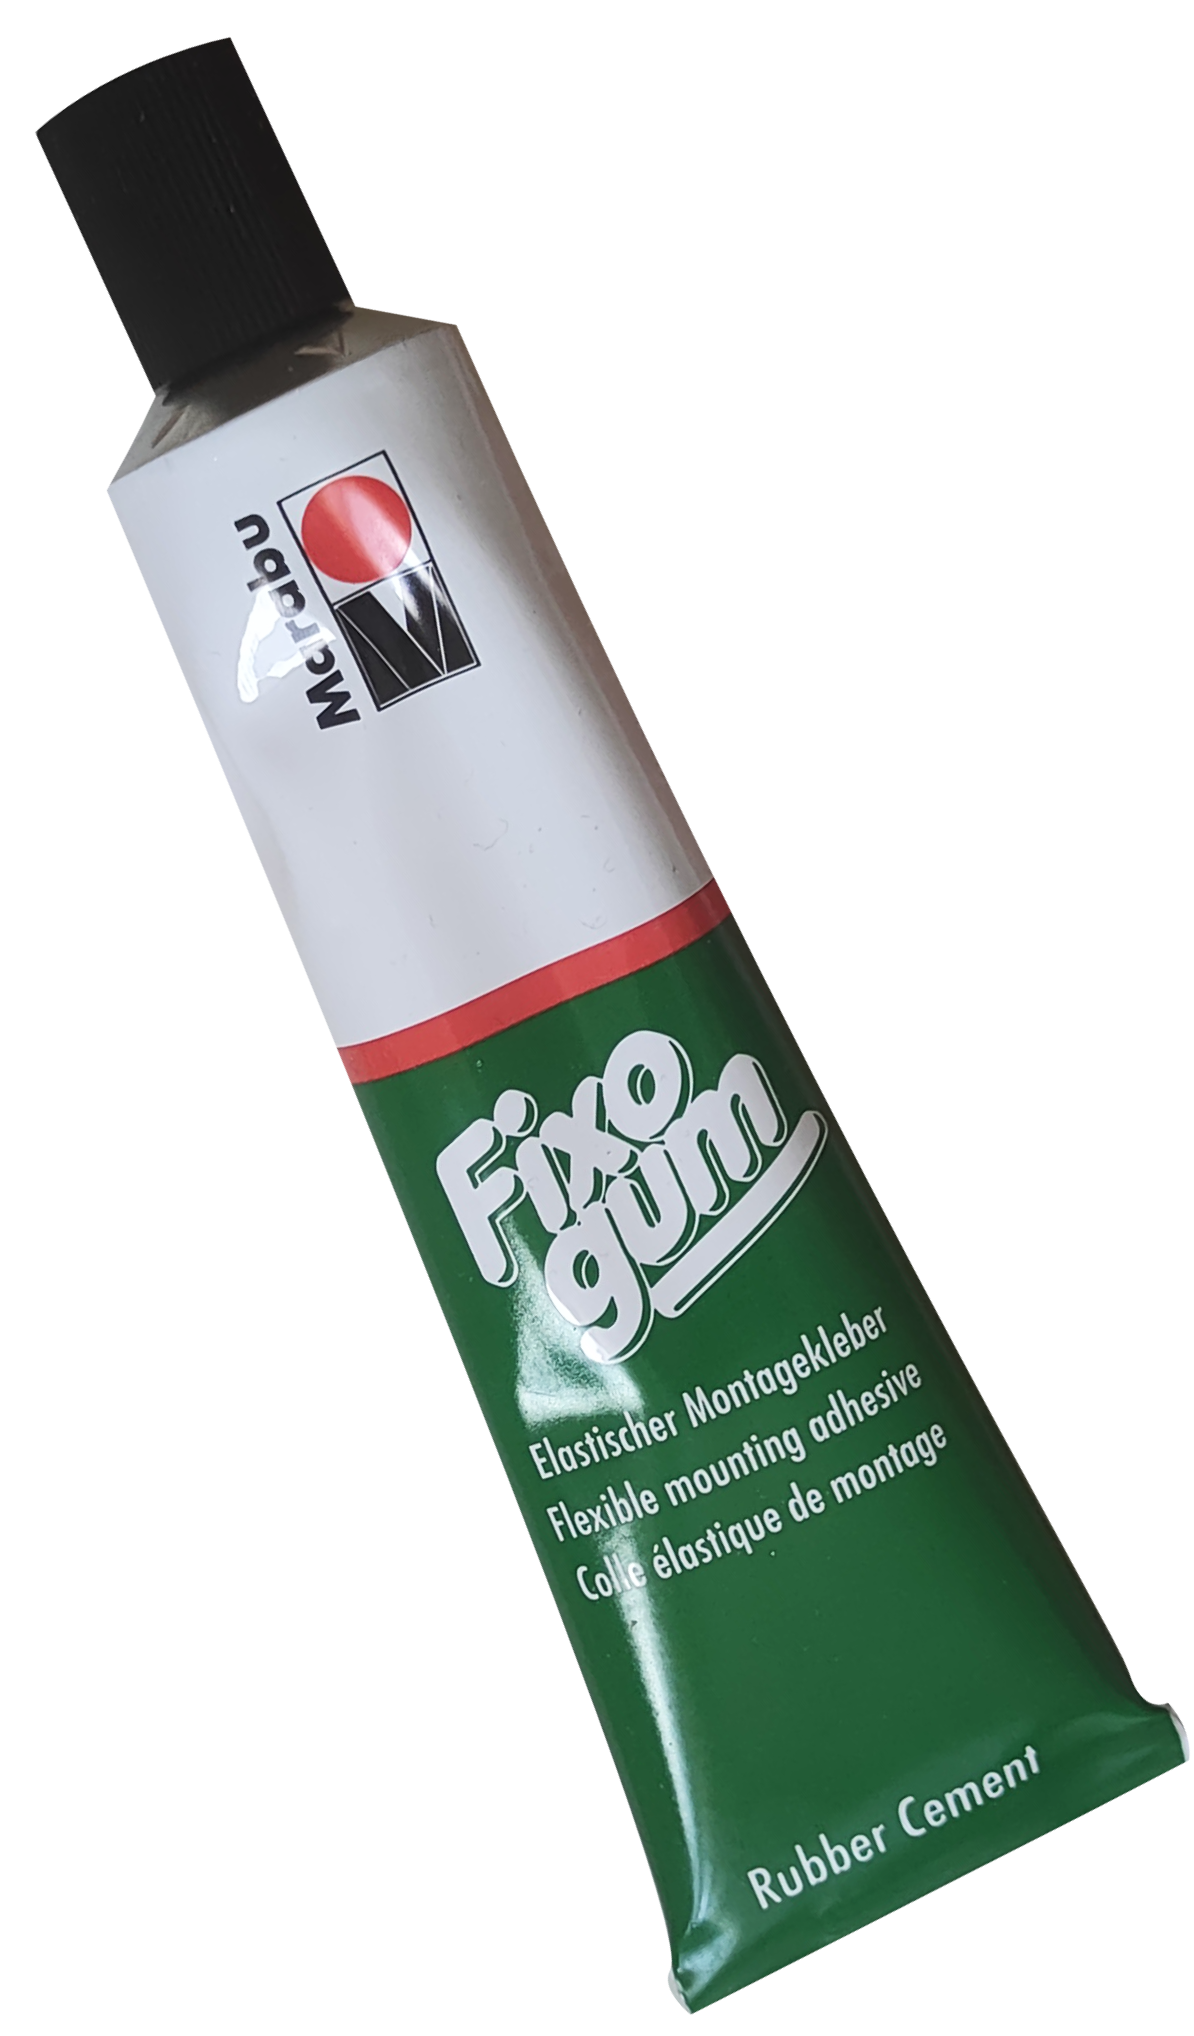 Marabu
Fixo
gum
Elastischer Montagekleber
Flexible mounting adhesive
Colle élastique de montage
Rubber Cement